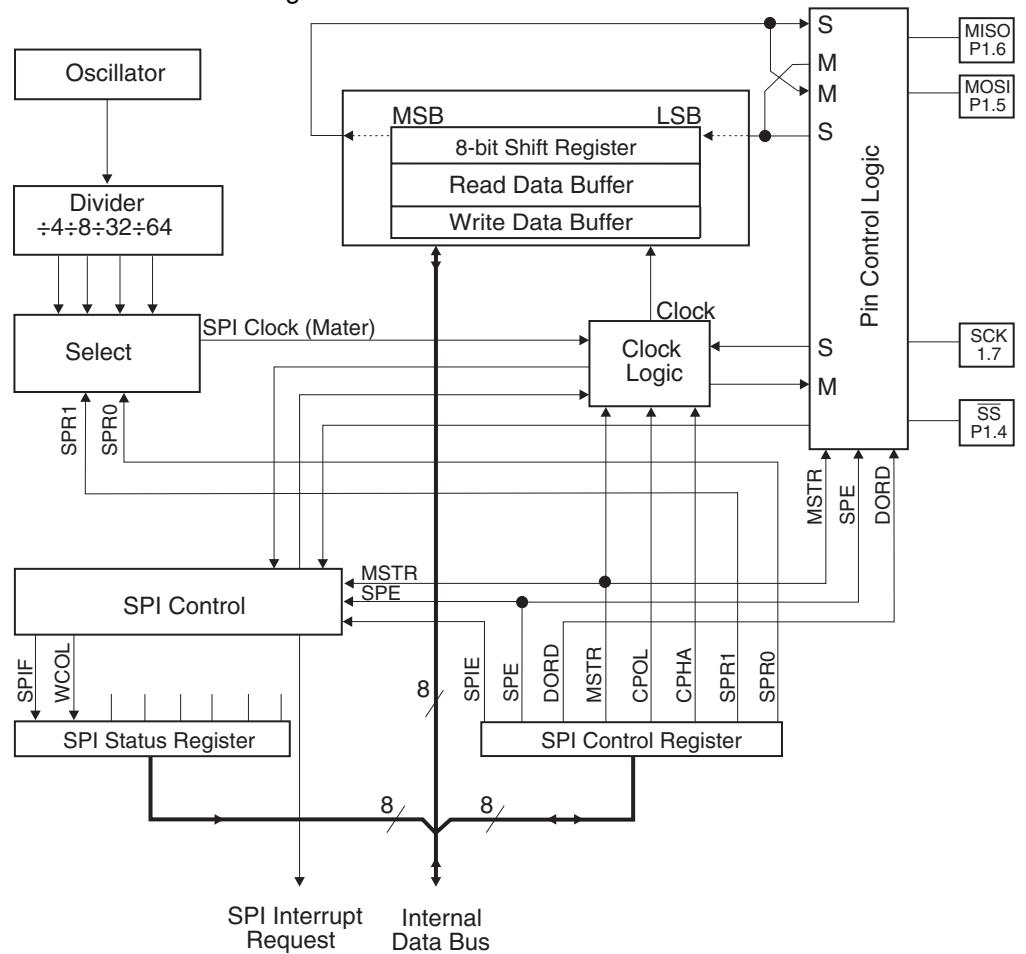 S
MISO
P1.6
Oscillator
M
M
MOSI
P1.5
MSB
LSB
S
8-bit Shift Register
Read Data Buffer
Write Data Buffer
Divider
÷4÷8÷32÷64
Pin Control Logic
SPI Clock (Mater)
Clock
Select
Clock
Logic
S
M
SCK
1.7
SS
P1.4
SPR1
SPR0
MSTR
SPE
DORD
MSTR
SPE
SPI Control
SPIF
WCOL
8
SPIE
SPE
DORD
MSTR
CPOL
CPHA
SPR1
SPR0
SPI Status Register
SPI Control Register
8
8
SPI Interrupt
Request
Internal
Data Bus